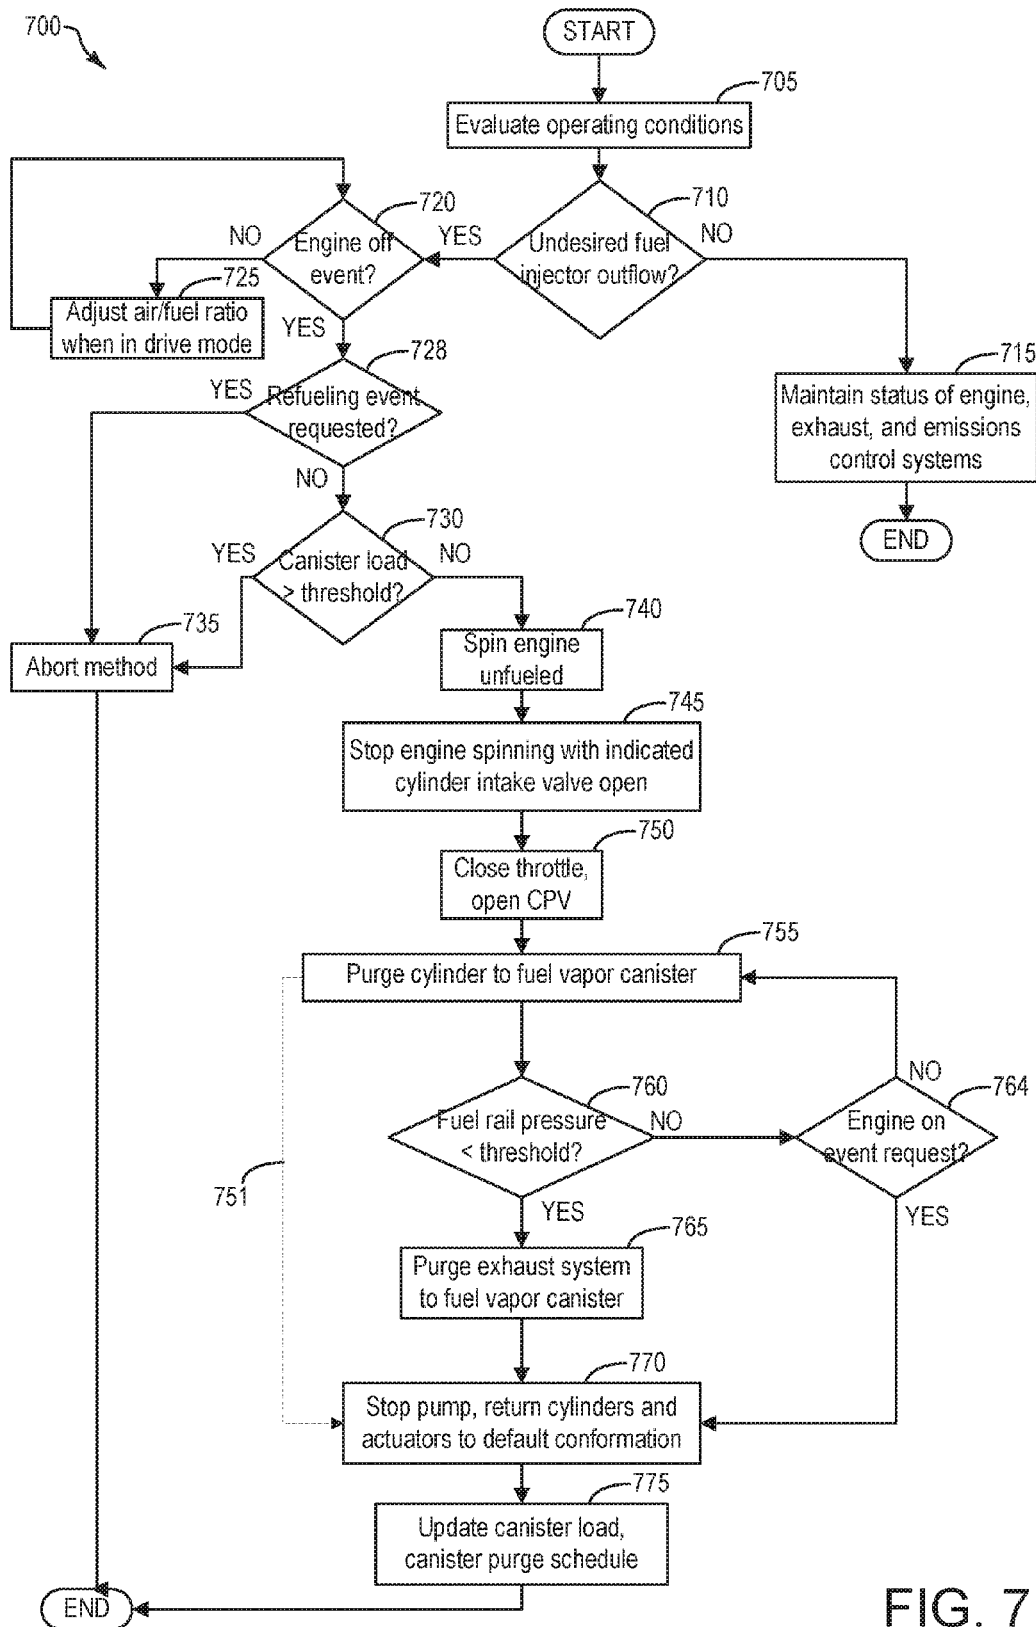 700
START
705
Evaluate operating conditions
710
Undesired fuel
injector outflow?
YES
NO
720
Engine off
event?
NO
YES
725
Adjust air/fuel ratio
when in drive mode
715
Maintain status of engine,
exhaust, and emissions
control systems
END
728
Refueling event
requested?
YES
NO
730
Canister load
> threshold?
YES
NO
735
Abort method
740
Spin engine
unfueled
745
Stop engine spinning with indicated
cylinder intake valve open
750
Close throttle,
open CPV
755
Purge cylinder to fuel vapor canister
760
Fuel rail pressure
< threshold?
NO
YES
764
Engine on
event request?
NO
YES
751
765
Purge exhaust system
to fuel vapor canister
770
Stop pump, return cylinders and
actuators to default conformation
775
Update canister load,
canister purge schedule
END
FIG. 7